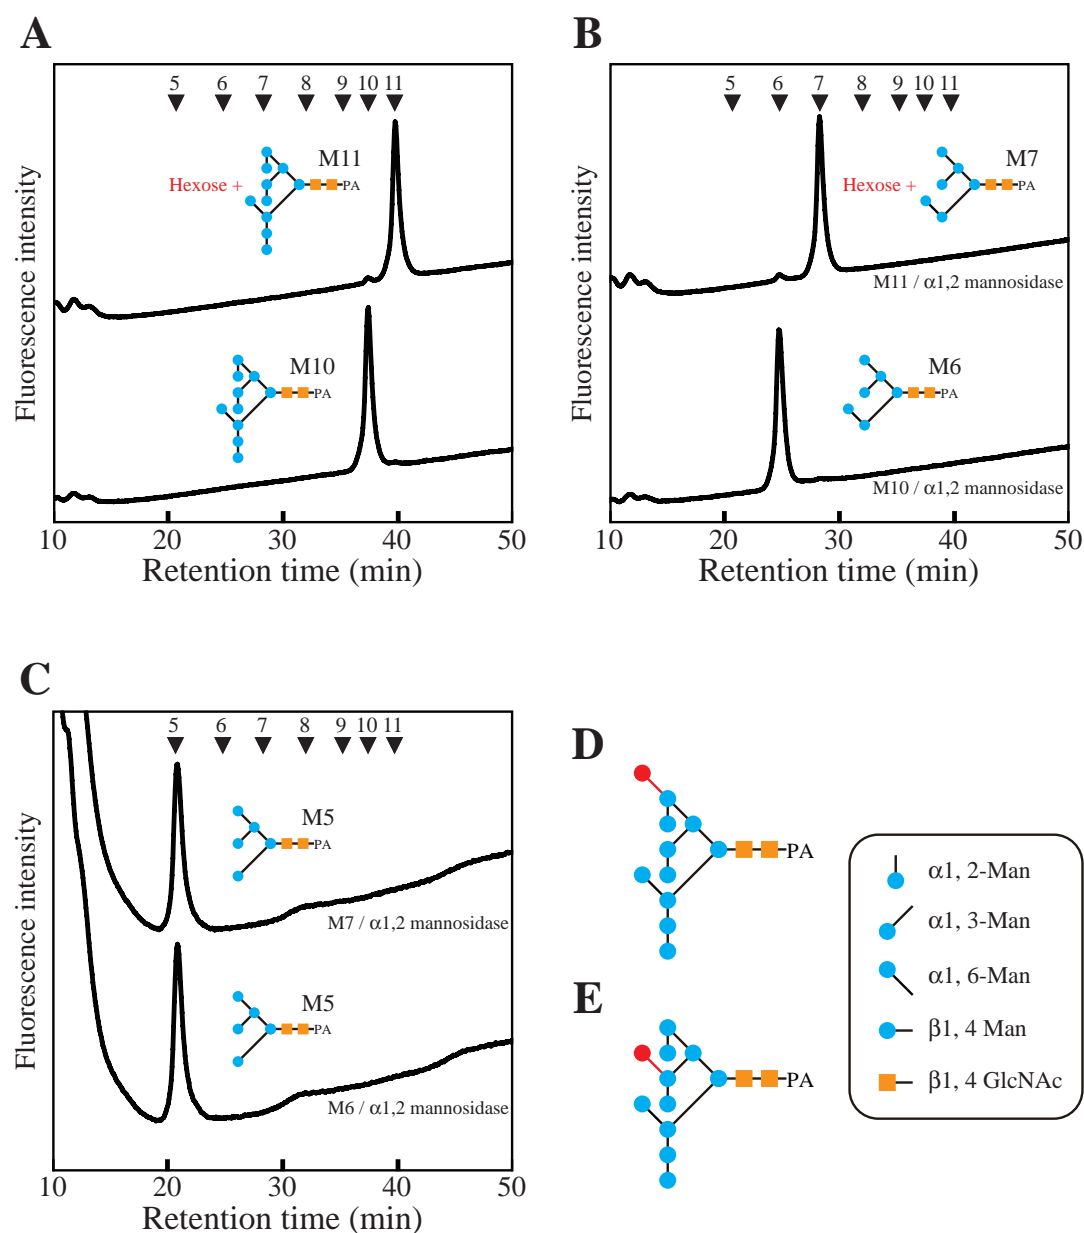 A
Fluorescence intensity
5 6 7 8 9 10 11
M11
Hexose +
PA
M10
PA
10 20 30 40 50
Retention time (min)
B
Fluorescence intensity
5 6 7 8 9 10 11
M7
Hexose +
PA
M11 / α1,2 mannosidase
M6
PA
M10 / α1,2 mannosidase
10 20 30 40 50
Retention time (min)
C
Fluorescence intensity
5 6 7 8 9 10 11
M5
PA
M7 / α1,2 mannosidase
M5
PA
M6 / α1,2 mannosidase
10 20 30 40 50
Retention time (min)
D
PA
E
PA
α1, 2-Man
α1, 3-Man
α1, 6-Man
β1, 4 Man
β1, 4 GlcNAc